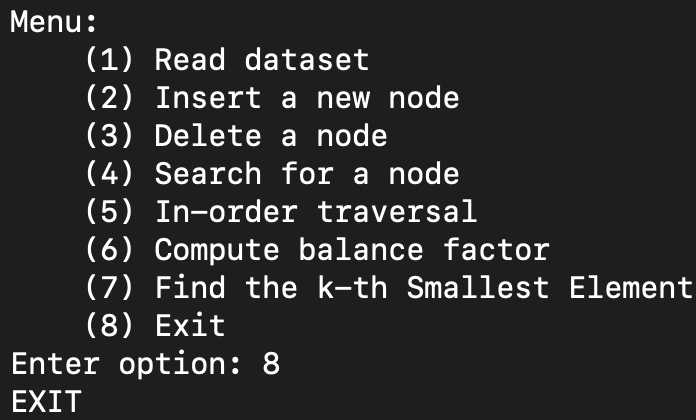 Menu:
(1) Read dataset
(2) Insert a new node
(3) Delete a node
(4) Search for a node
(5) In-order traversal
(6) Compute balance factor
(7) Find the k-th Smallest Element
(8) Exit
Enter option: 8
EXIT